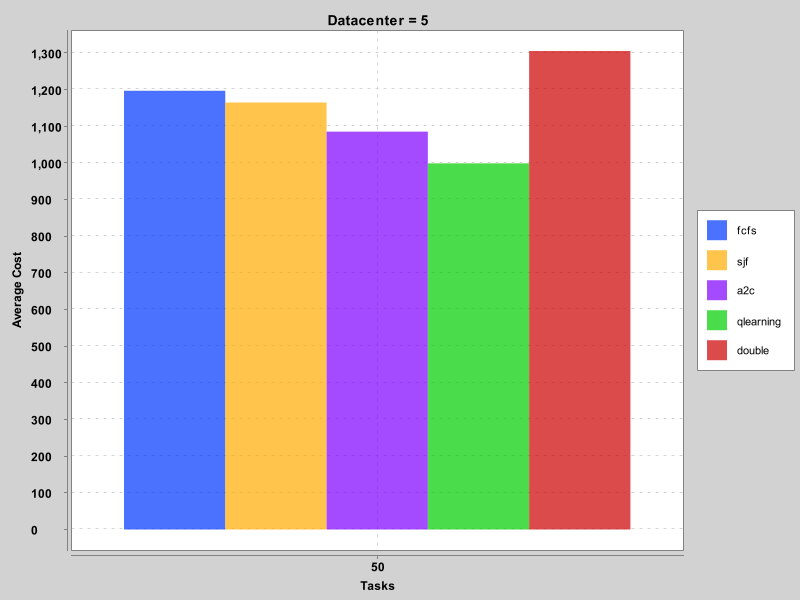 Datacenter = 5
1,300
1,200
1,100
1,000
900
800
700
600
500
400
300
200
100
0
Average Cost
50
Tasks
fcfs
sjf
a2c
qlearning
double